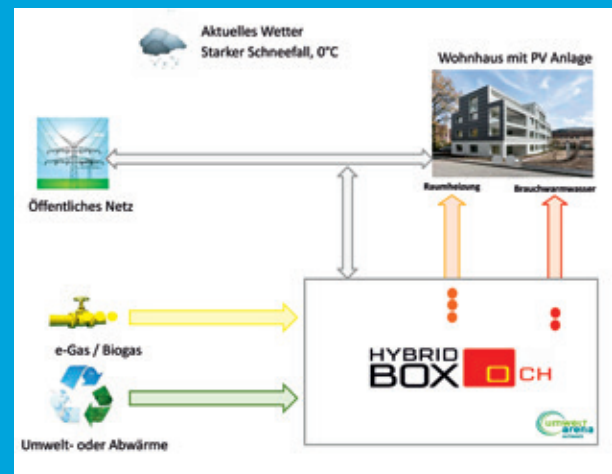 Aktuelles Wetter
Starker Schneefall, 0°C
Wohnhaus mit PV Anlage
Öffentliches Netz
Raumheizung
Brauchwarmwasser
e-Gas / Biogas
HYBRID
BOX CH
Umwelt- oder Abwärme
umwelt
arena